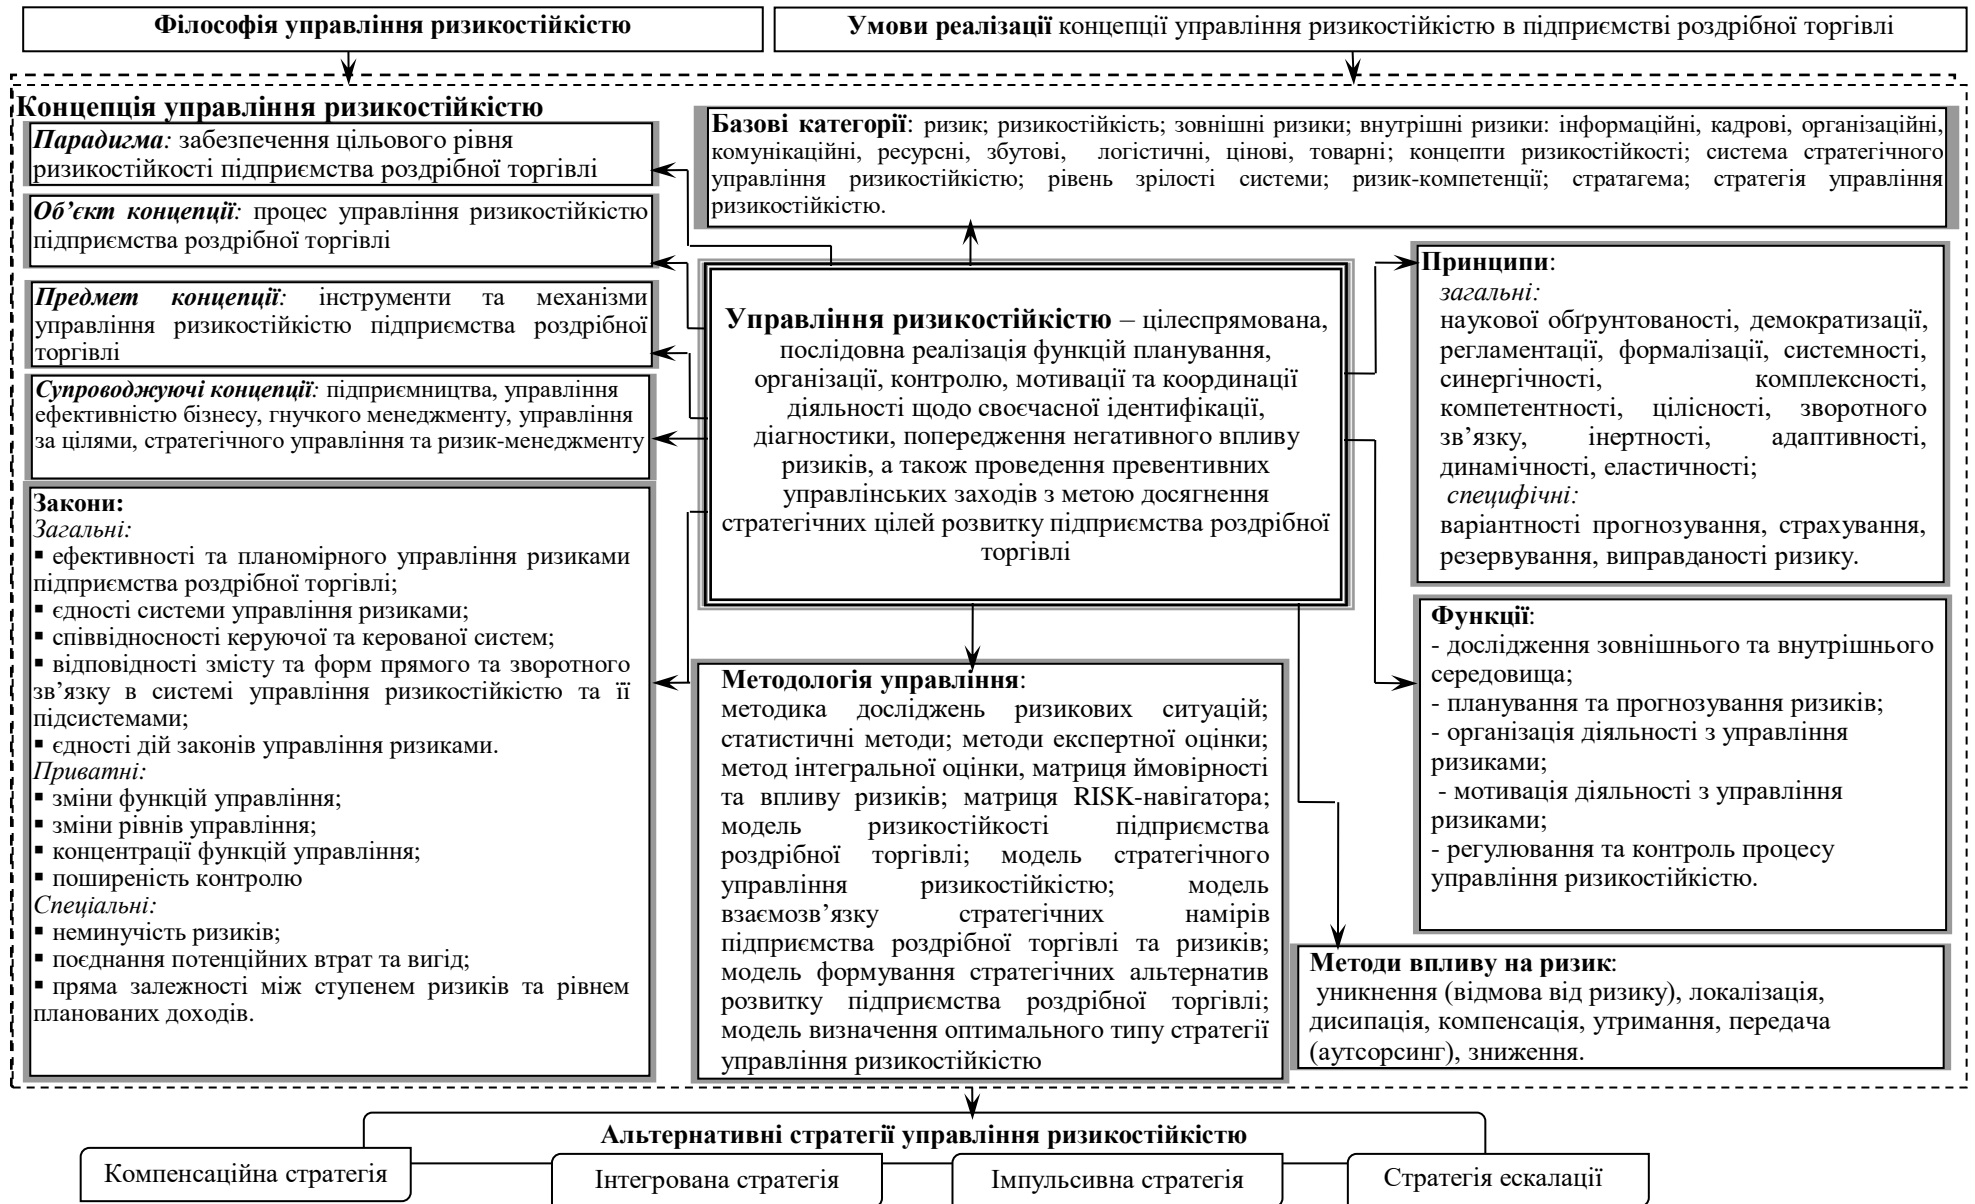 Філософія управління ризикостійкістю
Умови реалізації концепції управління ризикостійкістю в підприємстві роздрібної торгівлі
Концепція управління ризикостійкістю
Парадигма: забезпечення цільового рівня
ризикостійкості підприємства роздрібної торгівлі
Об’єкт концепції: процес управління ризикостійкістю
підприємства роздрібної торгівлі
Предмет концепції: інструменти та механізми
управління ризикостійкістю підприємства роздрібної
торгівлі
Супроводжуючі концепції: підприємництва, управління
ефективністю бізнесу, гнучкого менеджменту, управління
за цілями, стратегічного управління та ризик-менеджменту
Закони:
Загальні:
▪ ефективності та планомірного управління ризиками
підприємства роздрібної торгівлі;
▪ єдності системи управління ризиками;
▪ співвідносності керуючої та керованої систем;
▪ відповідності змісту та форм прямого та зворотного
зв’язку в системі управління ризикостійкістю та її
підсистемами;
▪ єдності дій законів управління ризиками.
Приватні:
▪ зміни функцій управління;
▪ зміни рівнів управління;
▪ концентрації функцій управління;
▪ поширеність контролю
Спеціальні:
▪ неминучість ризиків;
▪ поєднання потенційних втрат та вигід;
▪ пряма залежності між ступенем ризиків та рівнем
планованих доходів.
Базові категорії: ризик; ризикостійкість; зовнішні ризики; внутрішні ризики: інформаційні, кадрові, організаційні,
комунікаційні, ресурсні, збутові, логістичні, цінові, товарні; концепти ризикостійкості; система стратегічного
управління ризикостійкістю; рівень зрілості системи; ризик-компетенції; стратагема; стратегія управління
ризикостійкістю.
Управління ризикостійкістю – цілеспрямована,
послідовна реалізація функцій планування,
організації, контролю, мотивації та координації
діяльності щодо своєчасної ідентифікації,
діагностики, попередження негативного впливу
ризиків, а також проведення превентивних
управлінських заходів з метою досягнення
стратегічних цілей розвитку підприємства роздрібної
торгівлі
Методологія управління:
методика досліджень ризикових ситуацій;
статистичні методи; методи експертної оцінки;
метод інтегральної оцінки, матриця ймовірності
та впливу ризиків; матриця RISK-навігатора;
модель ризикостійкості підприємства
роздрібної торгівлі; модель стратегічного
управління ризикостійкістю; модель
взаємозв’язку стратегічних намірів
підприємства роздрібної торгівлі та ризиків;
модель формування стратегічних альтернатив
розвитку підприємства роздрібної торгівлі;
модель визначення оптимального типу стратегії
управління ризикостійкістю
Принципи:
загальні:
наукової обґрунтованості, демократизації,
регламентації, формалізації, системності,
синергічності, комплексності,
компетентності, цілісності, зворотного
зв’язку, інертності, адаптивності,
динамічності, еластичності;
специфічні:
варіантності прогнозування, страхування,
резервування, виправданості ризику.
Функції:
- дослідження зовнішнього та внутрішнього
середовища;
- планування та прогнозування ризиків;
- організація діяльності з управління
ризиками;
- мотивація діяльності з управління
ризиками;
- регулювання та контроль процесу
управління ризикостійкістю.
Методи впливу на ризик:
уникнення (відмова від ризику), локалізація,
дисипація, компенсація, утримання, передача
(аутсорсинг), зниження.
Альтернативні стратегії управління ризикостійкістю
Компенсаційна стратегія
Інтегрована стратегія
Імпульсивна стратегія
Стратегія ескалації